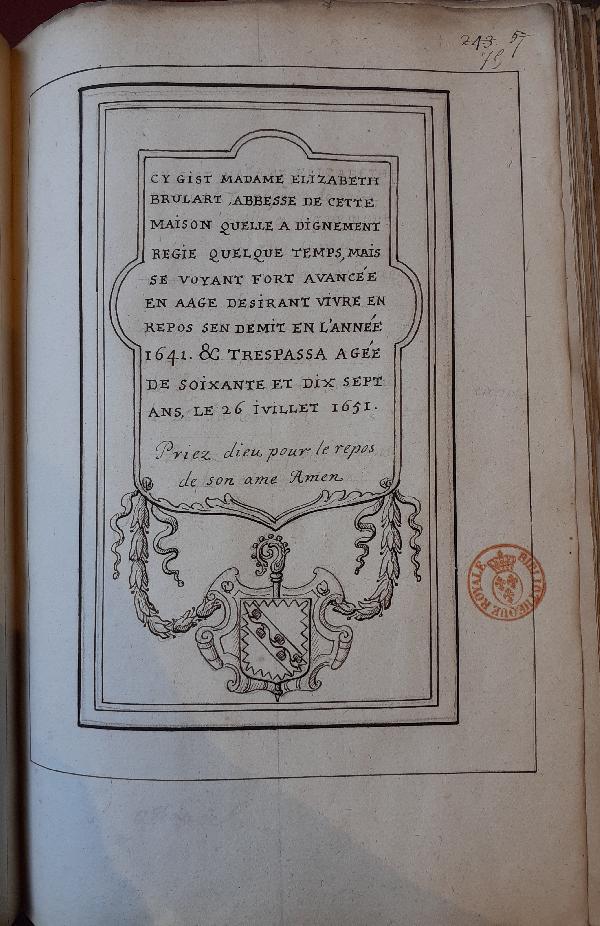 243 57
CY GIST MADAME ELIZABETH
BRULART , ABBESSE DE CETTE
MAISON QUELLE A DIGNEMENT
REGIE QUELQUE TEMPS, MAIS
SE VOYANT FORT AVANCÉE
EN AAGE DESIRANT VIVRE EN
REPOS SEN DEMIT EN L'ANNÉE
1641. & TRESPASSA AGÉE
DE SOIXANTE ET DIX SEPT
ANS, LE 26 IVILLET 1651.
Priez dieu pour le repos
de son ame Amen
BIBLIOTHEQUE ROYALE